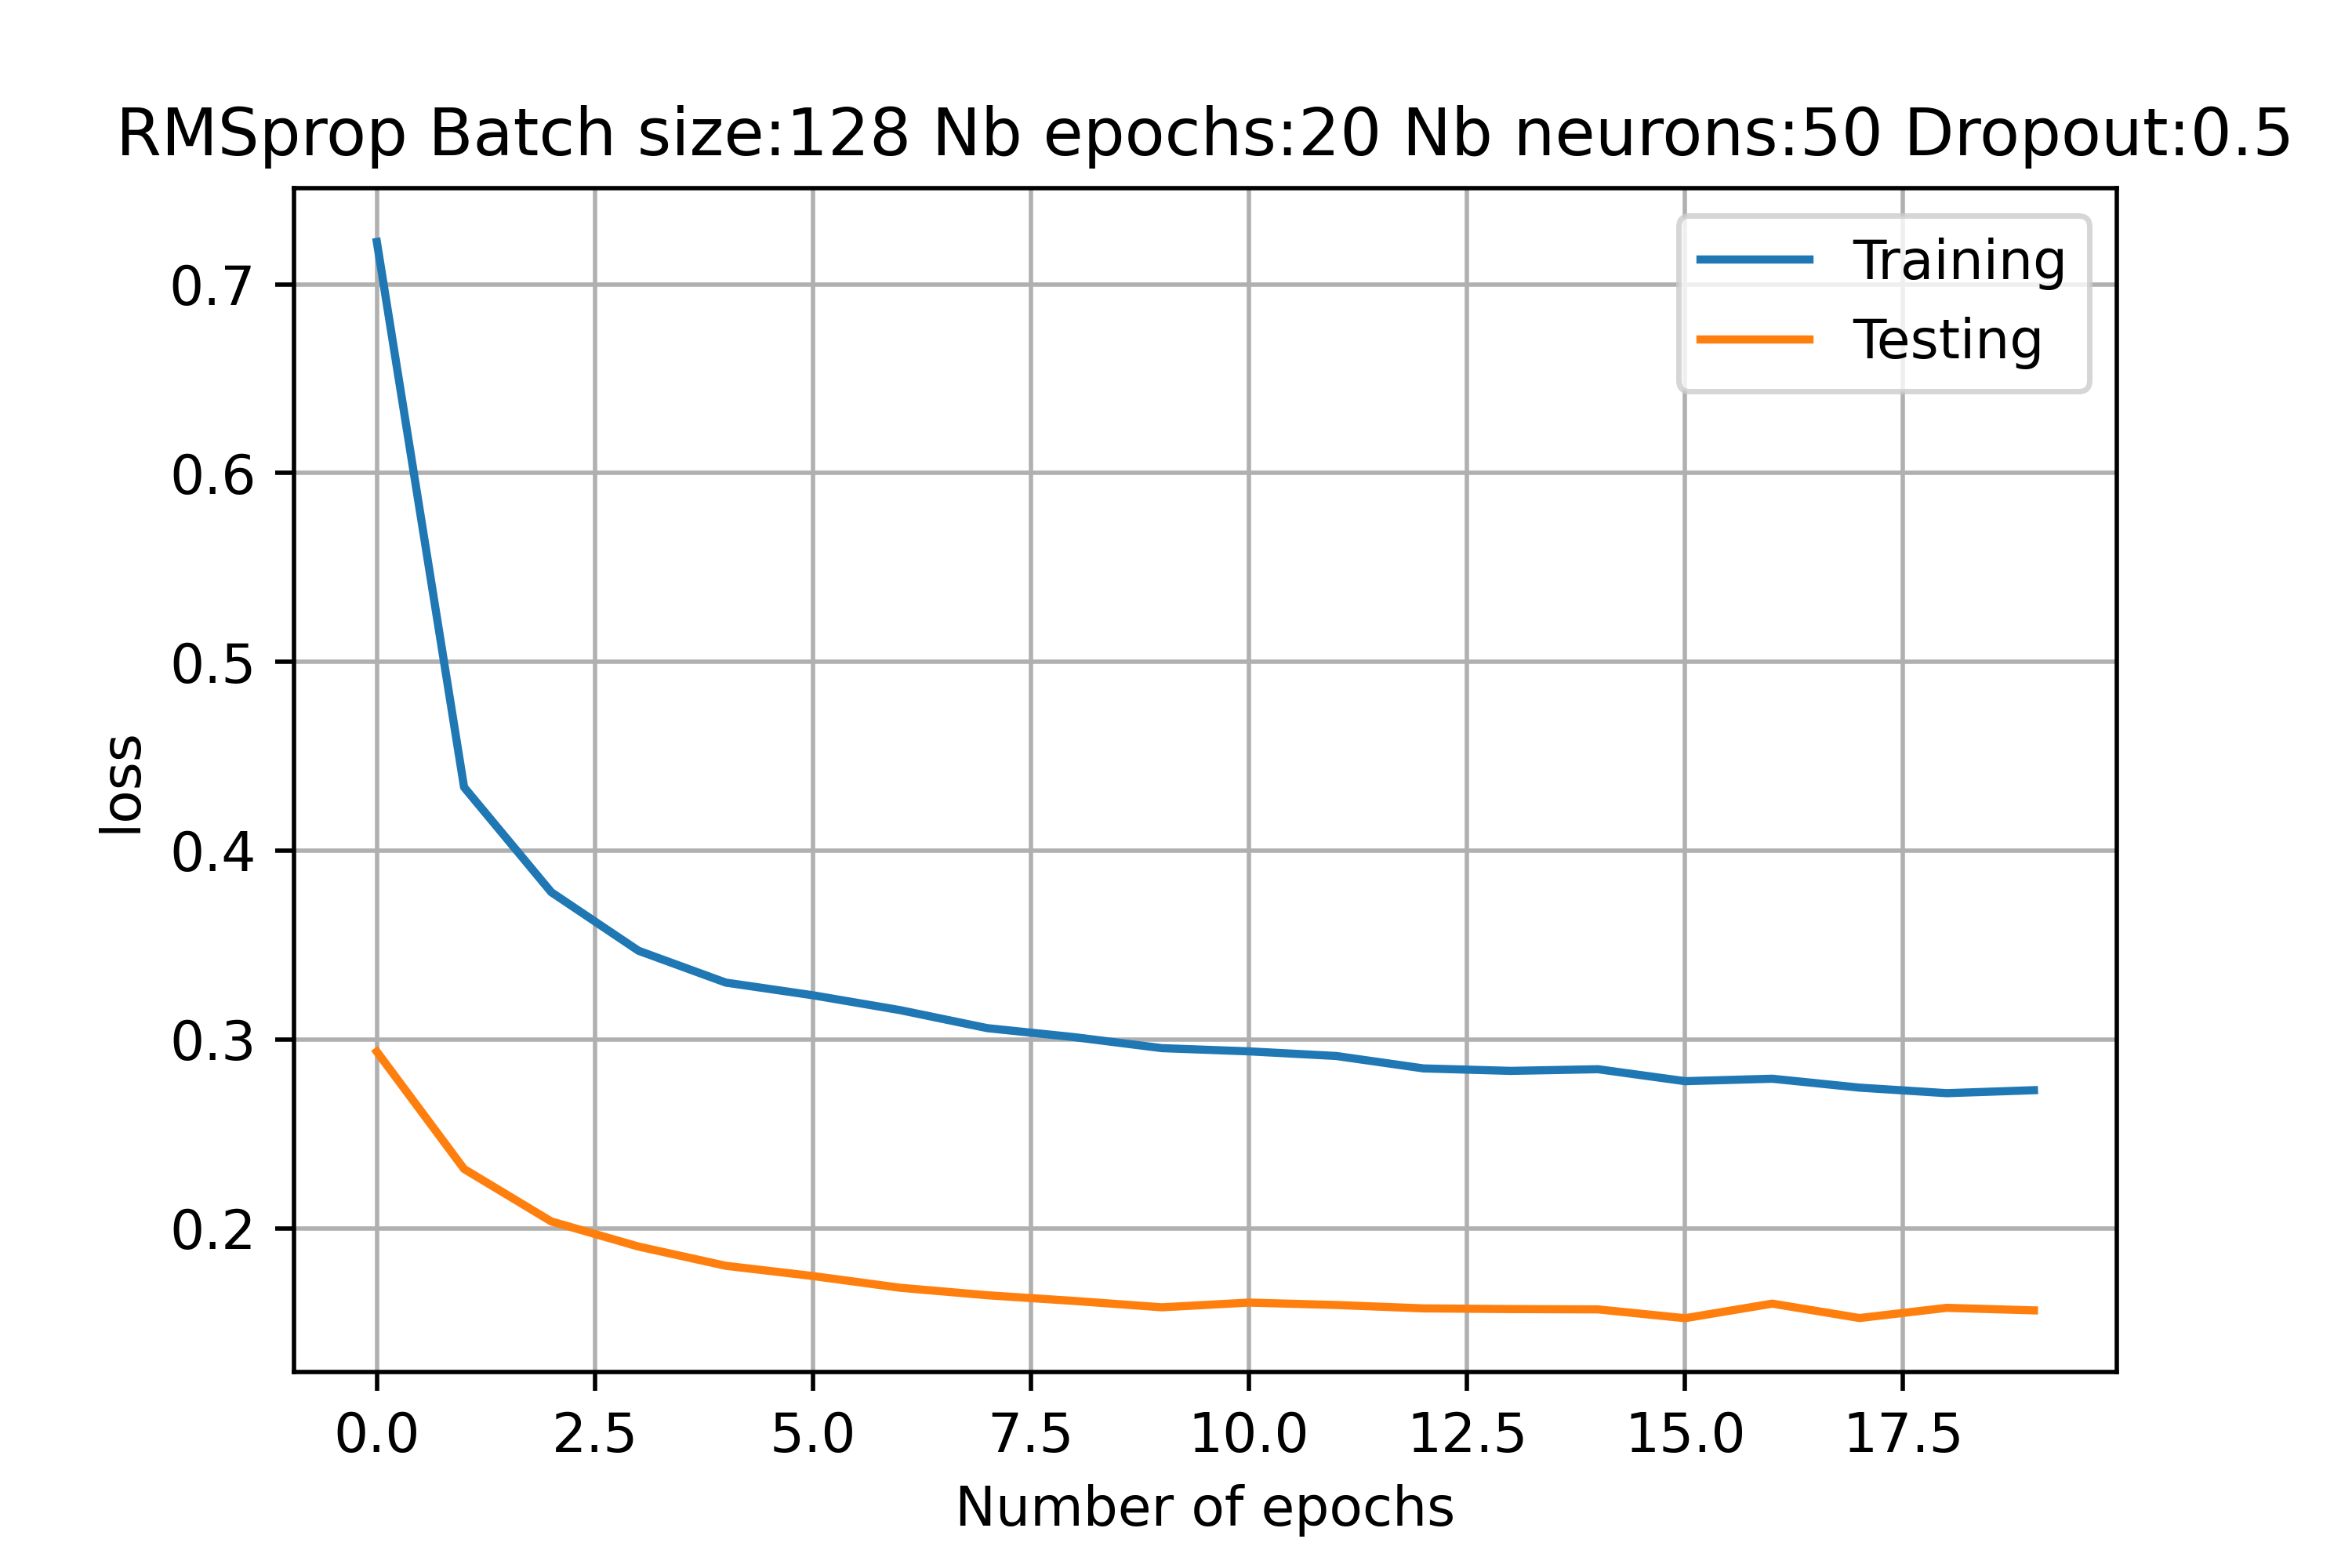 RMSprop Batch size:128 Nb epochs:20 Nb neurons:50 Dropout:0.5
Training
Testing
0.7
0.6
0.5
0.4
0.3
0.2
loss
0.0 2.5 5.0 7.5 10.0 12.5 15.0 17.5
Number of epochs